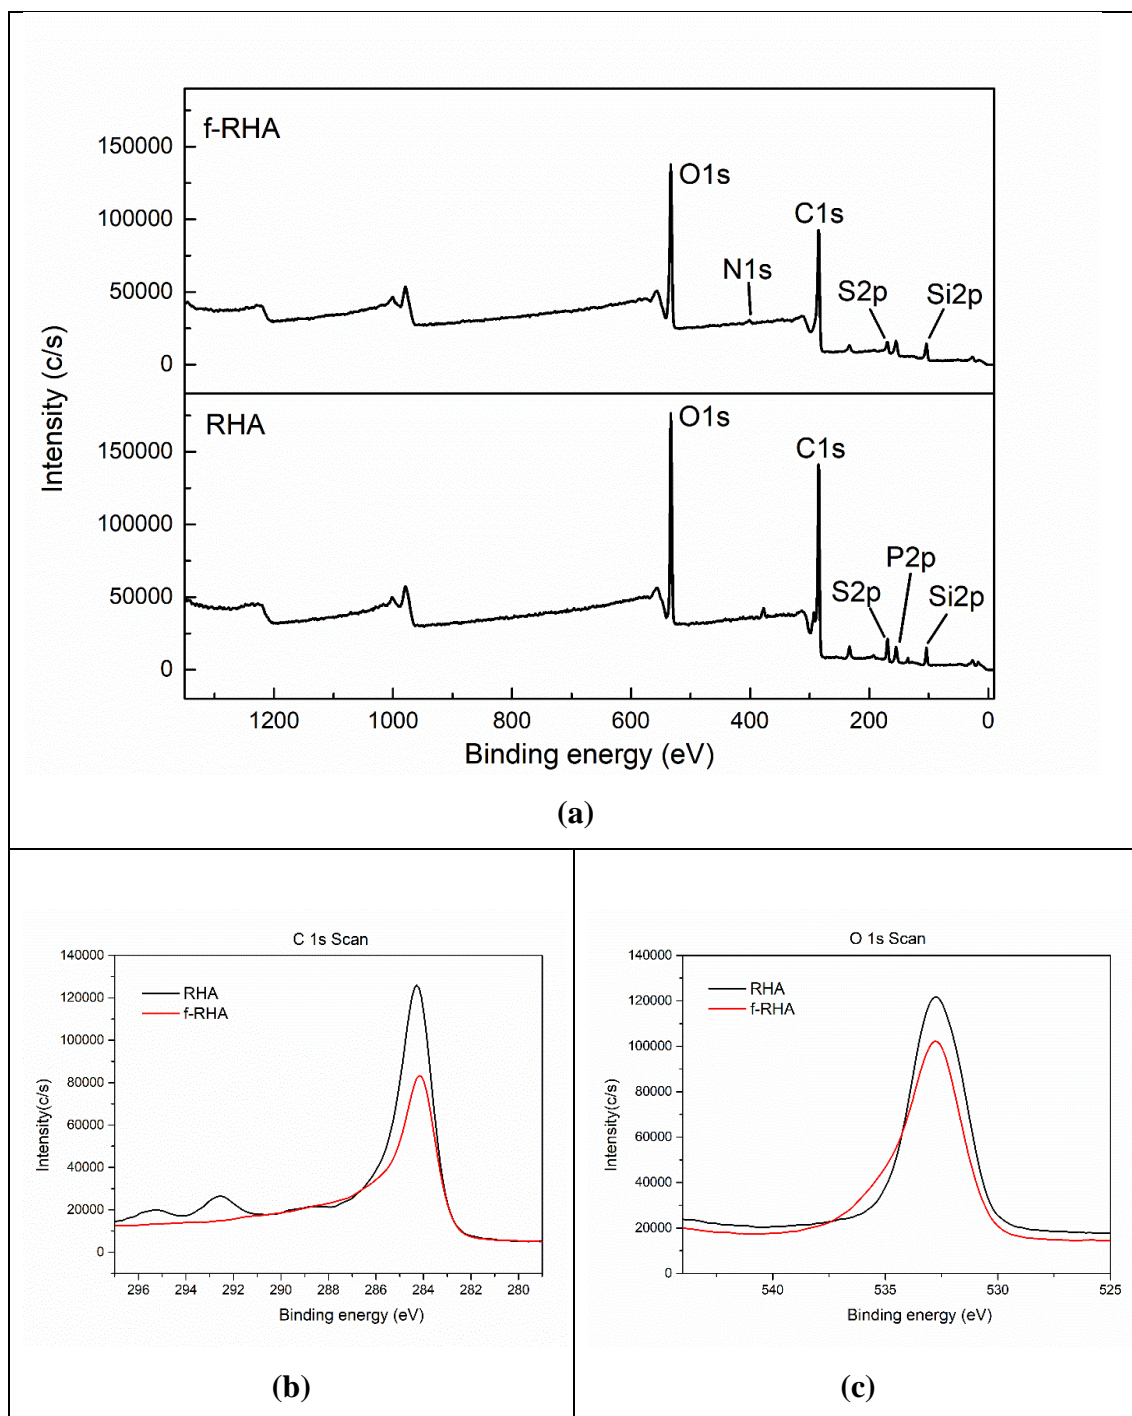 f-RHA
150000
100000
50000
0
O1s
N1s
C1s
S2p
Si2p
RHA
150000
100000
50000
0
O1s
C1s
P2p
S2p
Si2p
Intensity (c/s)
1200 1000 800 600 400 200 0
Binding energy (eV)
(a)
C 1s Scan
140000
120000
100000
80000
60000
40000
20000
0
RHA
f-RHA
Intensity(c/s)
296 294 292 290 288 286 284 282 280
Binding energy (eV)
(b)
O 1s Scan
140000
120000
100000
80000
60000
40000
20000
0
RHA
f-RHA
Intensity(c/s)
540 535 530 525
Binding energy (eV)
(c)